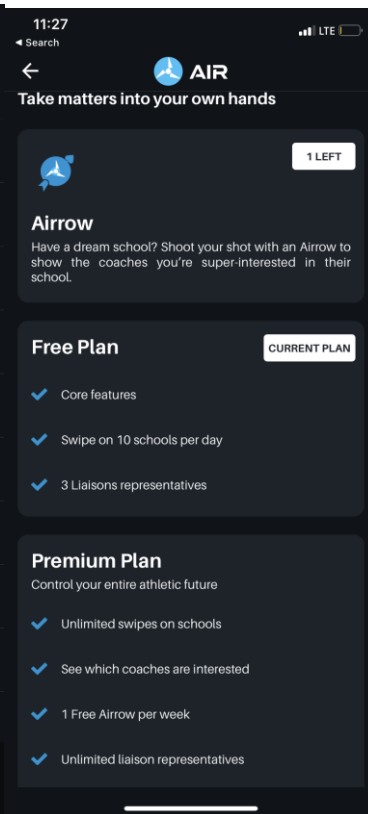 11:27
LTE
Search
AIR
Take matters into your own hands
1 LEFT
Airrow
Have a dream school? Shoot your shot with an Airrow to
show the coaches you're super-interested in their
school.
Free Plan
CURRENT PLAN
Core features
Swipe on 10 schools per day
3 Liaisons representatives
Premium Plan
Control your entire athletic future
Unlimited swipes on schools
See which coaches are interested
1 Free Airrow per week
Unlimited liaison representatives